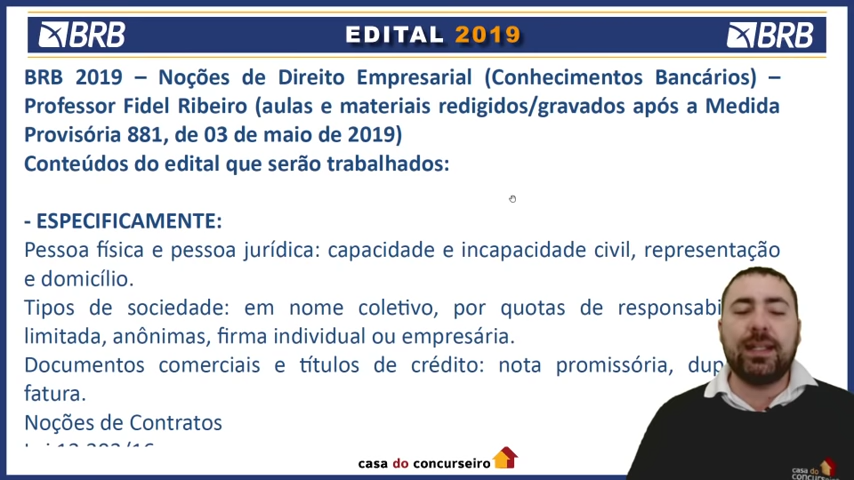 BRB
EDITAL 2019
BRB
BRB 2019 – Noções de Direito Empresarial (Conhecimentos Bancários) –
Professor Fidel Ribeiro (aulas e materiais redigidos/gravados após a Medida
Provisória 881, de 03 de maio de 2019)
Conteúdos do edital que serão trabalhados:
- ESPECIFICAMENTE:
Pessoa física e pessoa jurídica: capacidade e incapacidade civil, representação
e domicílio.
Tipos de sociedade: em nome coletivo, por quotas de
limitada, anônimas, firma individual ou empresária.
Documentos comerciais e títulos de crédito: nota promissória,
fatura.
Noções de Contratos
casa do concurseiro
casa do